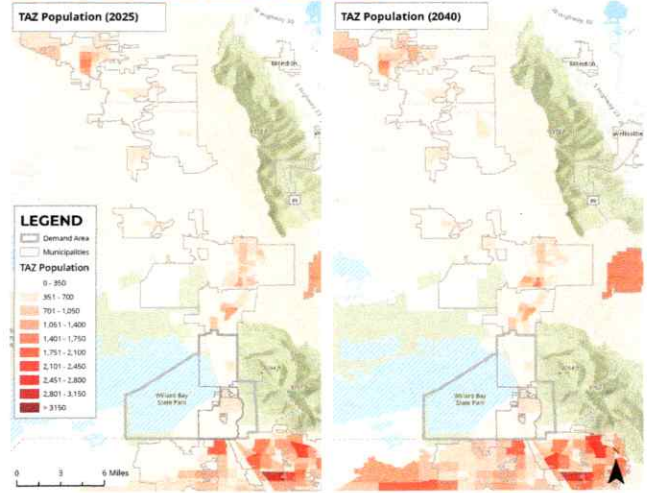 TAZ Population (2025)
TAZ Population (2040)
LEGEND
Demand Area
Municipalities
TAZ Population
0 - 350
351 - 700
701 - 1,050
1,051 - 1,400
1,401 - 1,750
1,751 - 2,100
2,101 - 2,450
2,451 - 2,800
2,801 - 3,150
> 3150
0 3 6 Miles
Willard Bay
State Park
Willard Bay
State Park